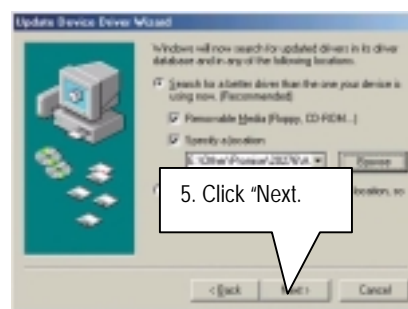 Update Device Driver Wizard
Windows will now search for updated drivers in its driver
database and in any of the following locations.
Search for a better driver than the one your device is
using now. (Recommended)
Removable Media (Floppy, CD-ROM...)
Specify a location:
Browse
5. Click “Next.
location, so
< Back
Next >
Cancel